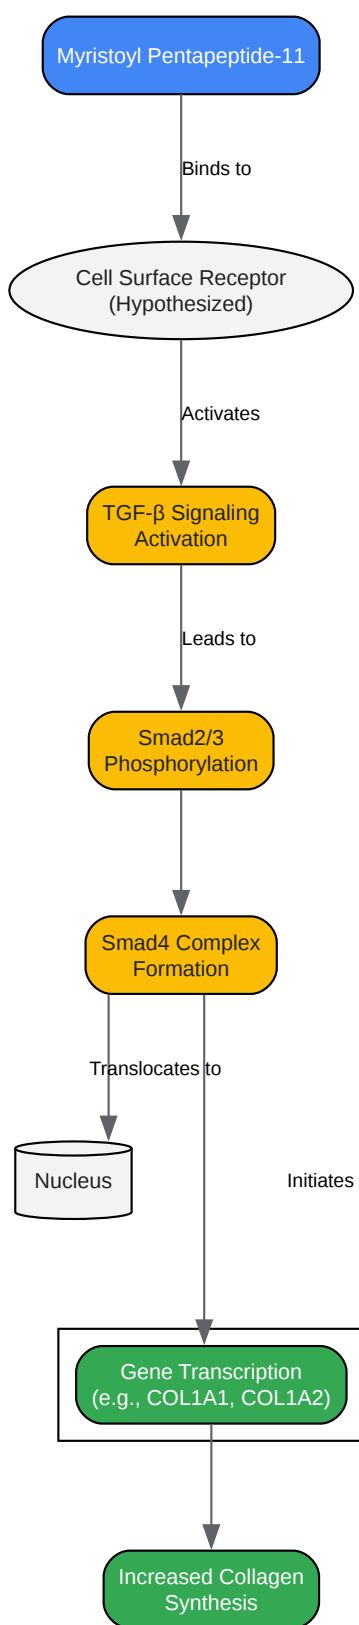 Myristoyl Pentapeptide-11
Binds to
Cell Surface Receptor
(Hypothesized)
Activates
TGF-β Signaling
Activation
Leads to
Smad2/3
Phosphorylation
Smad4 Complex
Formation
Translocates to
Nucleus
Initiates
Gene Transcription
(e.g., COL1A1, COL1A2)
Increased Collagen
Synthesis